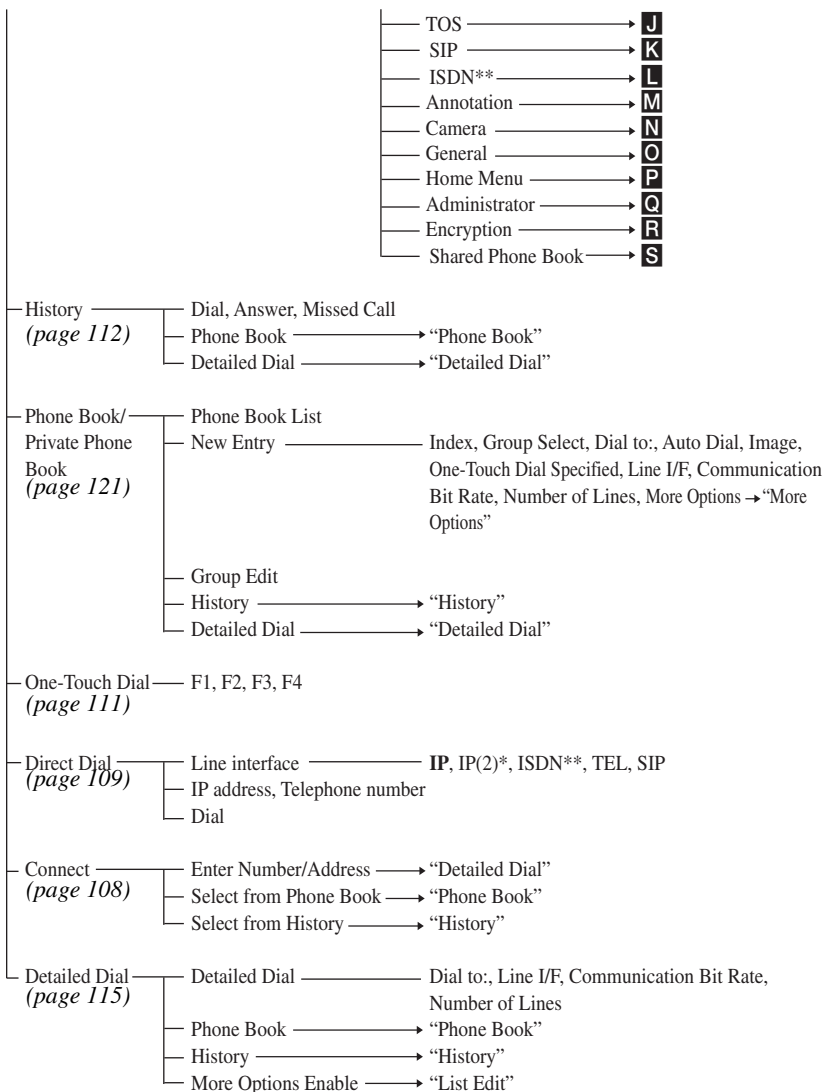 TOS → J
SIP → K
ISDN** → L
Annotation → M
Camera → N
General → O
Home Menu → P
Administrator → Q
Encryption → R
Shared Phone Book → S
History Dial, Answer, Missed Call
(page 112) Phone Book → “Phone Book”
Detailed Dial → “Detailed Dial”
Phone Book/ Phone Book List
Private Phone New Entry Index, Group Select, Dial to:, Auto Dial, Image,
Book One-Touch Dial Specified, Line I/F, Communication
(page 121) Bit Rate, Number of Lines, More Options → “More
Options”
Group Edit
History → “History”
Detailed Dial → “Detailed Dial”
One-Touch Dial F1, F2, F3, F4
(page 111)
Direct Dial Line interface IP, IP(2)*, ISDN**, TEL, SIP
(page 109) IP address, Telephone number
Dial
Connect Enter Number/Address → “Detailed Dial”
(page 108) Select from Phone Book → “Phone Book”
Select from History → “History”
Detailed Dial Detailed Dial Dial to:, Line I/F, Communication Bit Rate,
(page 115) Number of Lines
Phone Book → “Phone Book”
History → “History”
More Options Enable → “List Edit”